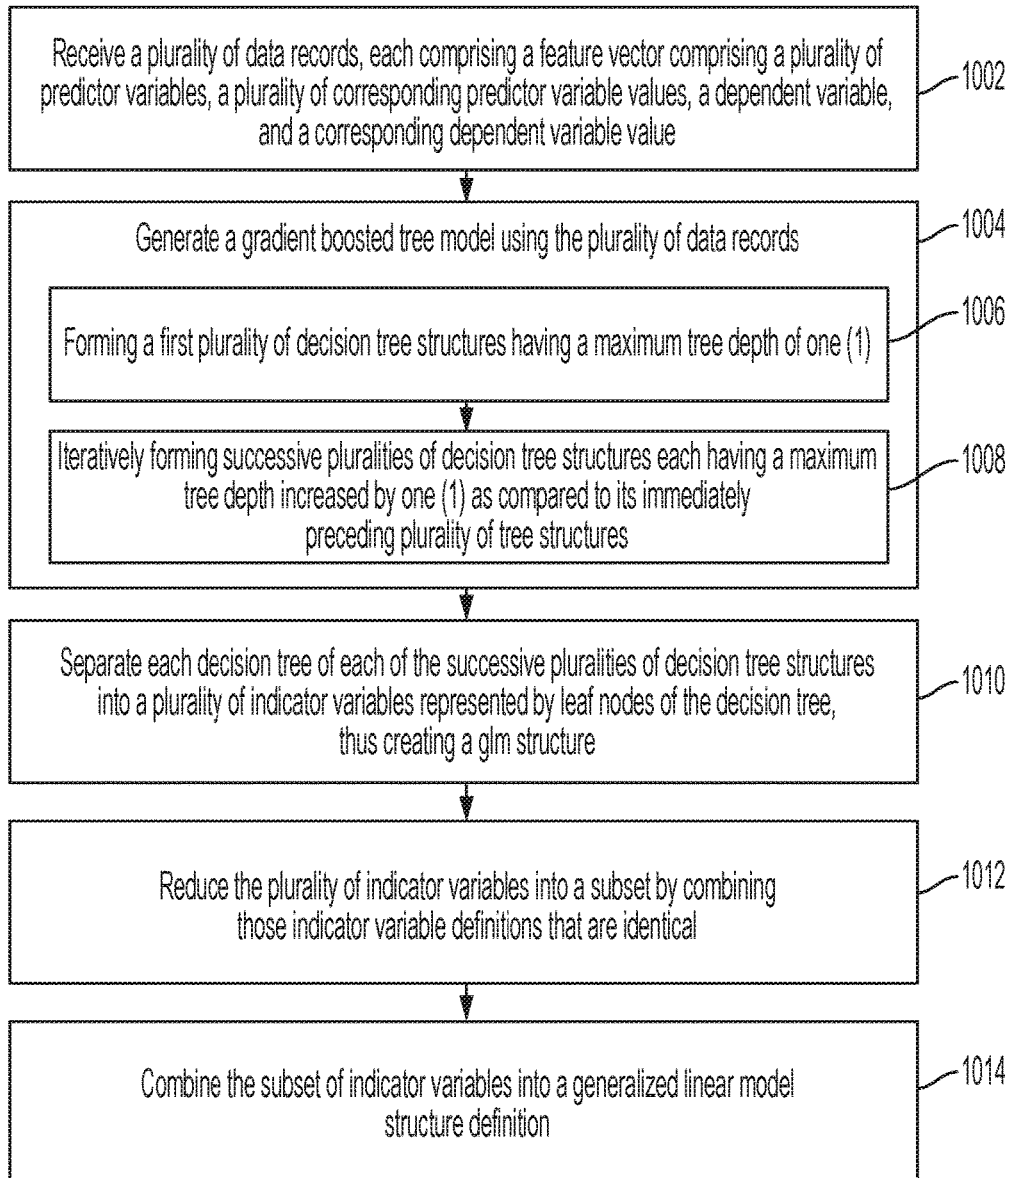 Receive a plurality of data records, each comprising a feature vector comprising a plurality of
predictor variables, a plurality of corresponding predictor variable values, a dependent variable,
and a corresponding dependent variable value
1002
Generate a gradient boosted tree model using the plurality of data records
1004
Forming a first plurality of decision tree structures having a maximum tree depth of one (1)
1006
Iteratively forming successive pluralities of decision tree structures each having a maximum
tree depth increased by one (1) as compared to its immediately
preceding plurality of tree structures
1008
Separate each decision tree of each of the successive pluralities of decision tree structures
into a plurality of indicator variables represented by leaf nodes of the decision tree,
thus creating a glm structure
1010
Reduce the plurality of indicator variables into a subset by combining
those indicator variable definitions that are identical
1012
Combine the subset of indicator variables into a generalized linear model
structure definition
1014